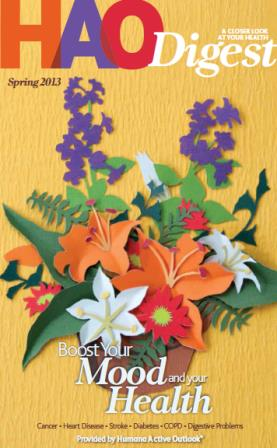 HAO
Digest
A CLOSER LOOK
AT YOUR HEALTH
Spring 2013
Boost Your
Mood and your
Health
Cancer • Heart Disease • Stroke • Diabetes • COPD • Digestive Problems
Provided by Humana Active Outlook®